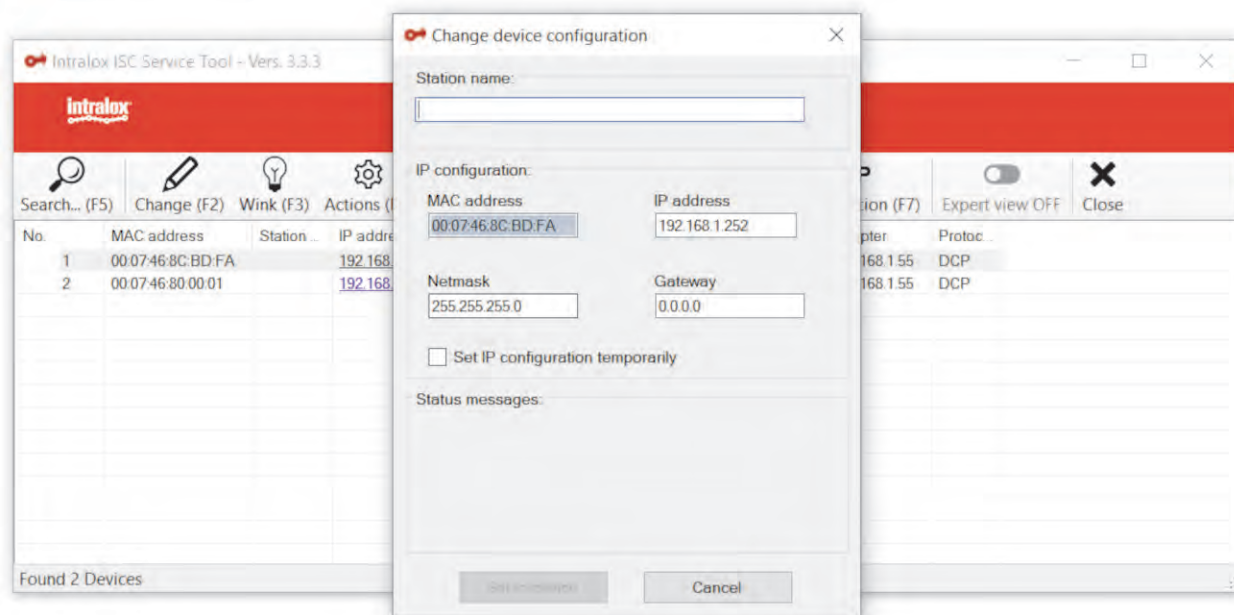 Intralox ISC Service Tool - Vers. 3.3.3
intralox
Search... (F5) Change (F2) Wink (F3) Actions
tion (F7) Expert view OFF Close
No. MAC address Station ... IP addre
pter Protoc...
1 00:07:46:8C:BD:FA 192.168.
168.1.55 DCP
2 00:07:46:80:00:01 192.168.
168.1.55 DCP
Found 2 Devices
Change device configuration
Station name:
IP configuration:
MAC address IP address
00:07:46:8C:BD:FA 192.168.1.252
Netmask Gateway
255.255.255.0 0.0.0.0
Set IP configuration temporarily
Status messages:
Cancel